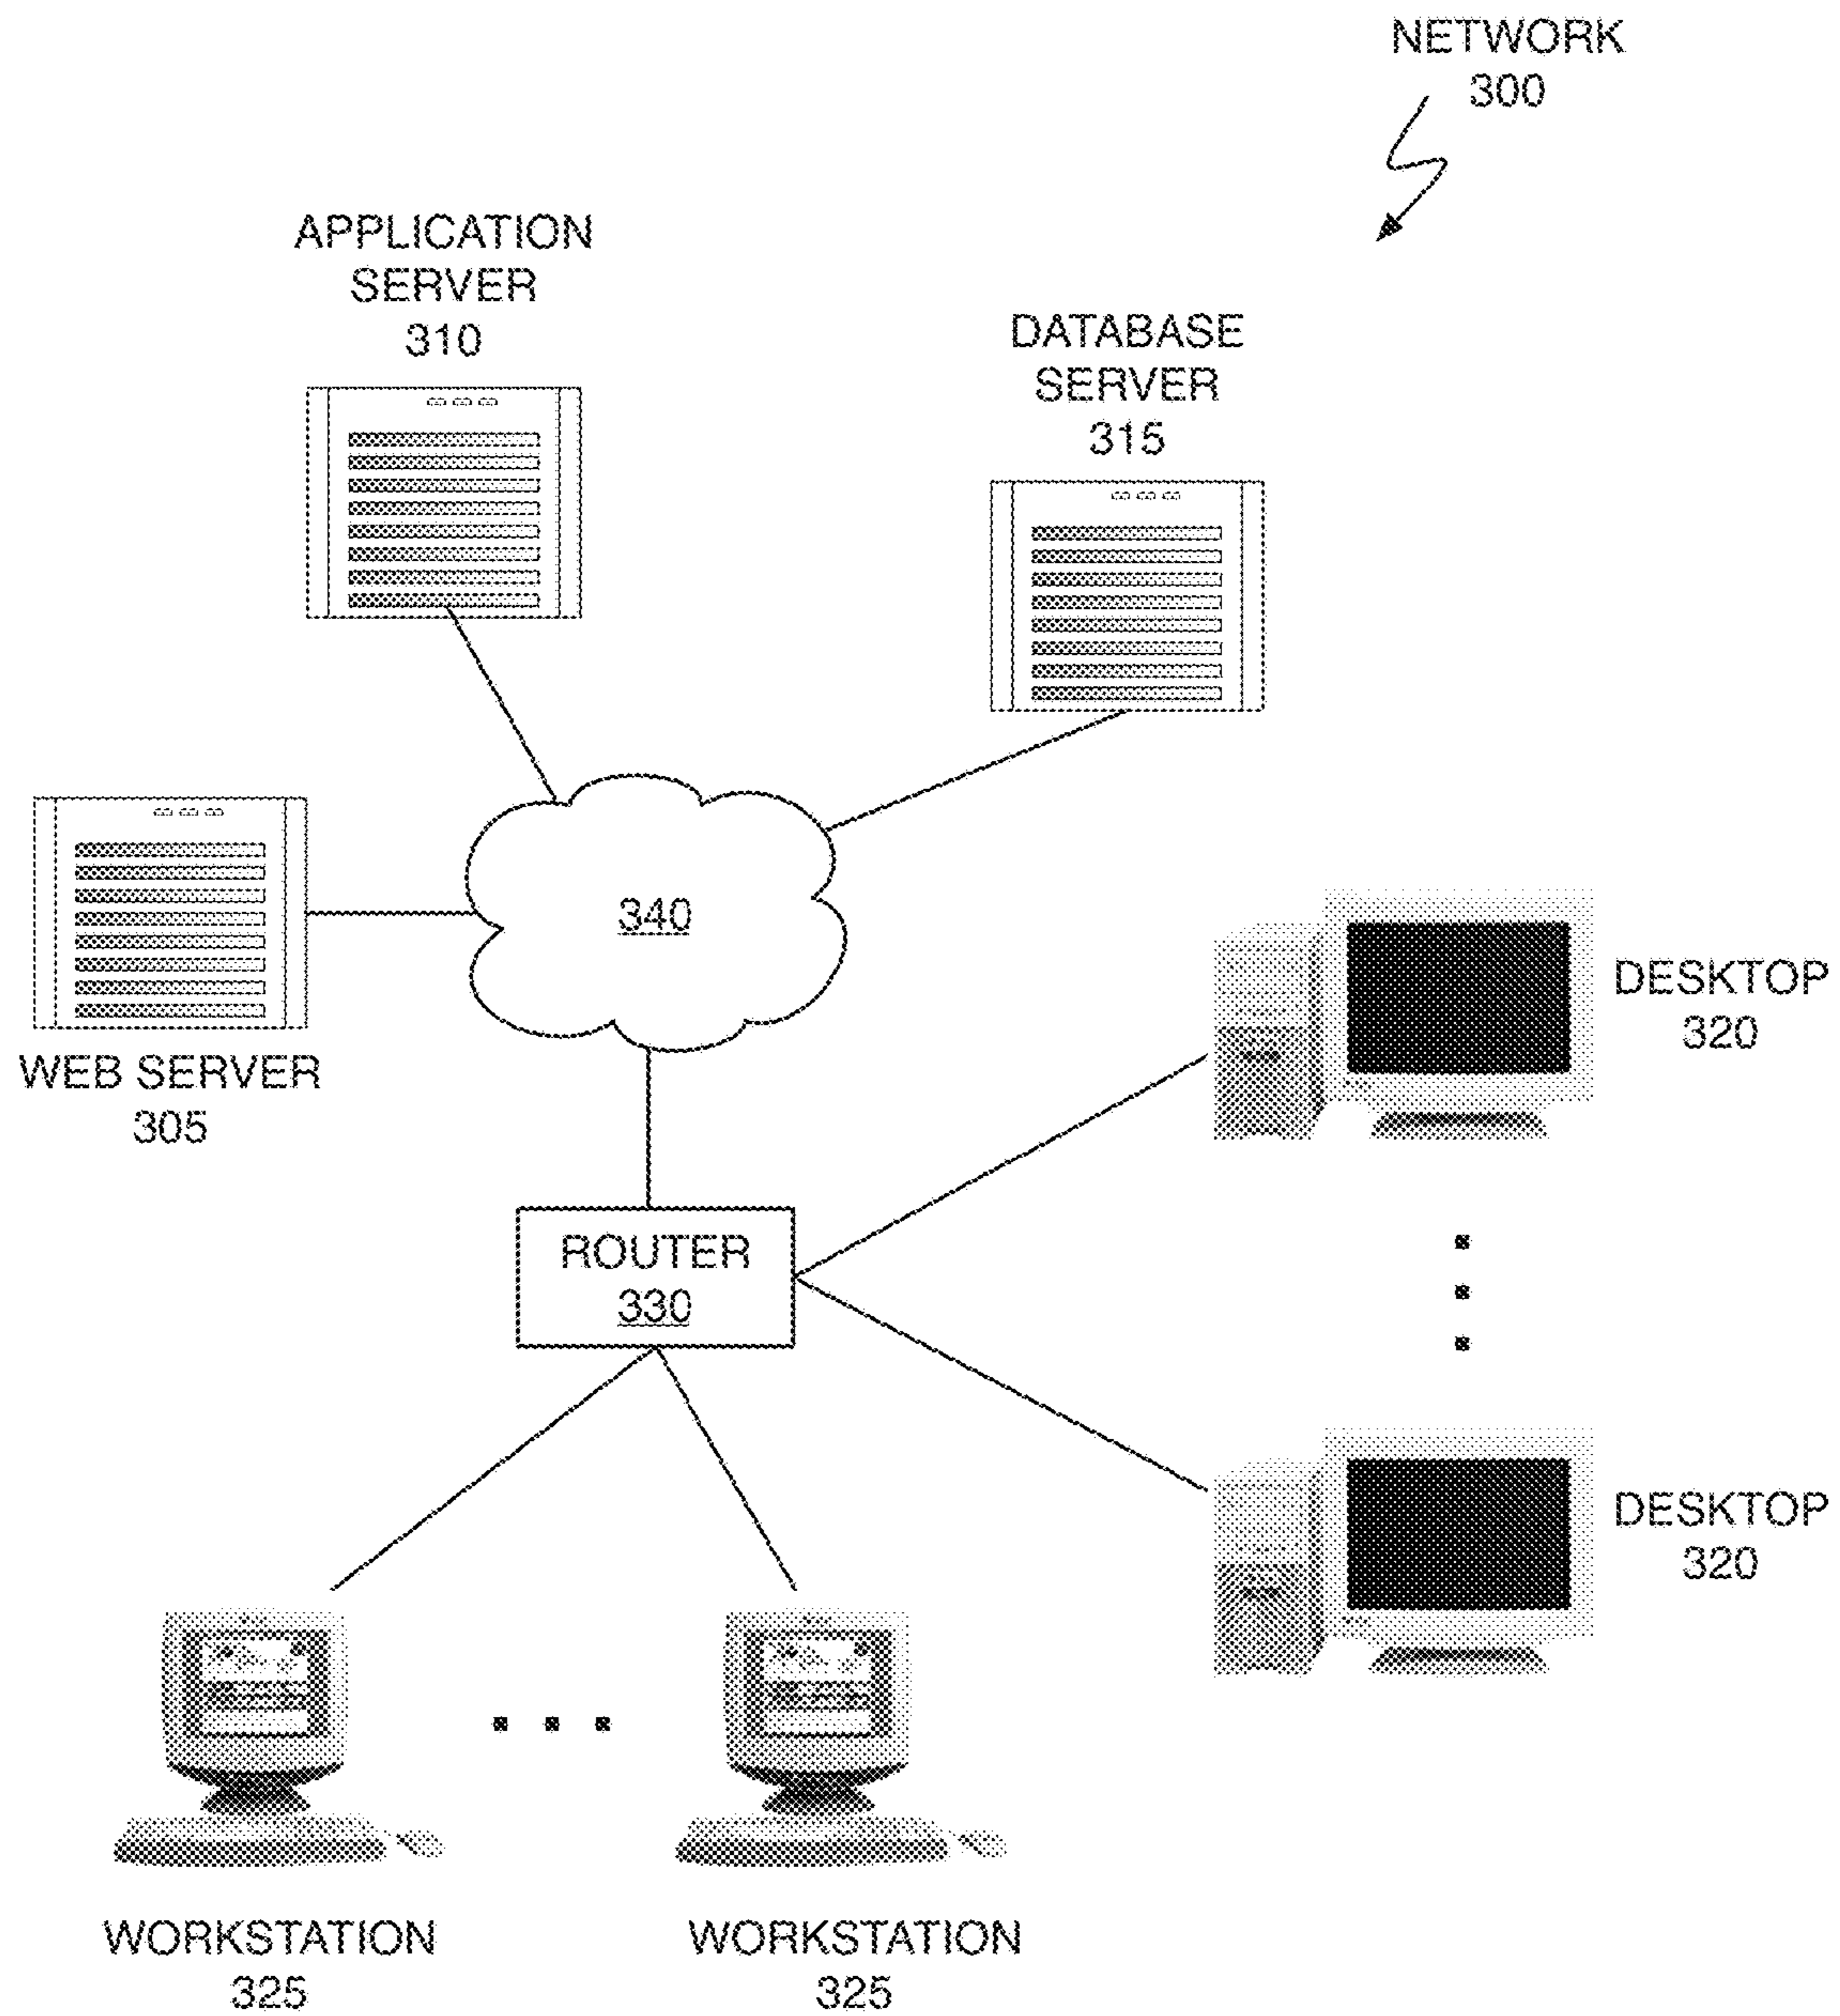 NETWORK
300
APPLICATION
SERVER
310
DATABASE
SERVER
315
340
WEB SERVER
305
DESKTOP
320
ROUTER
330
DESKTOP
320
WORKSTATION
325
WORKSTATION
325